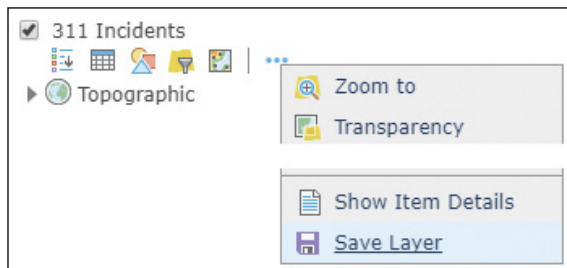 311 Incidents
Topographic
Zoom to
Transparency
Show Item Details
Save Layer